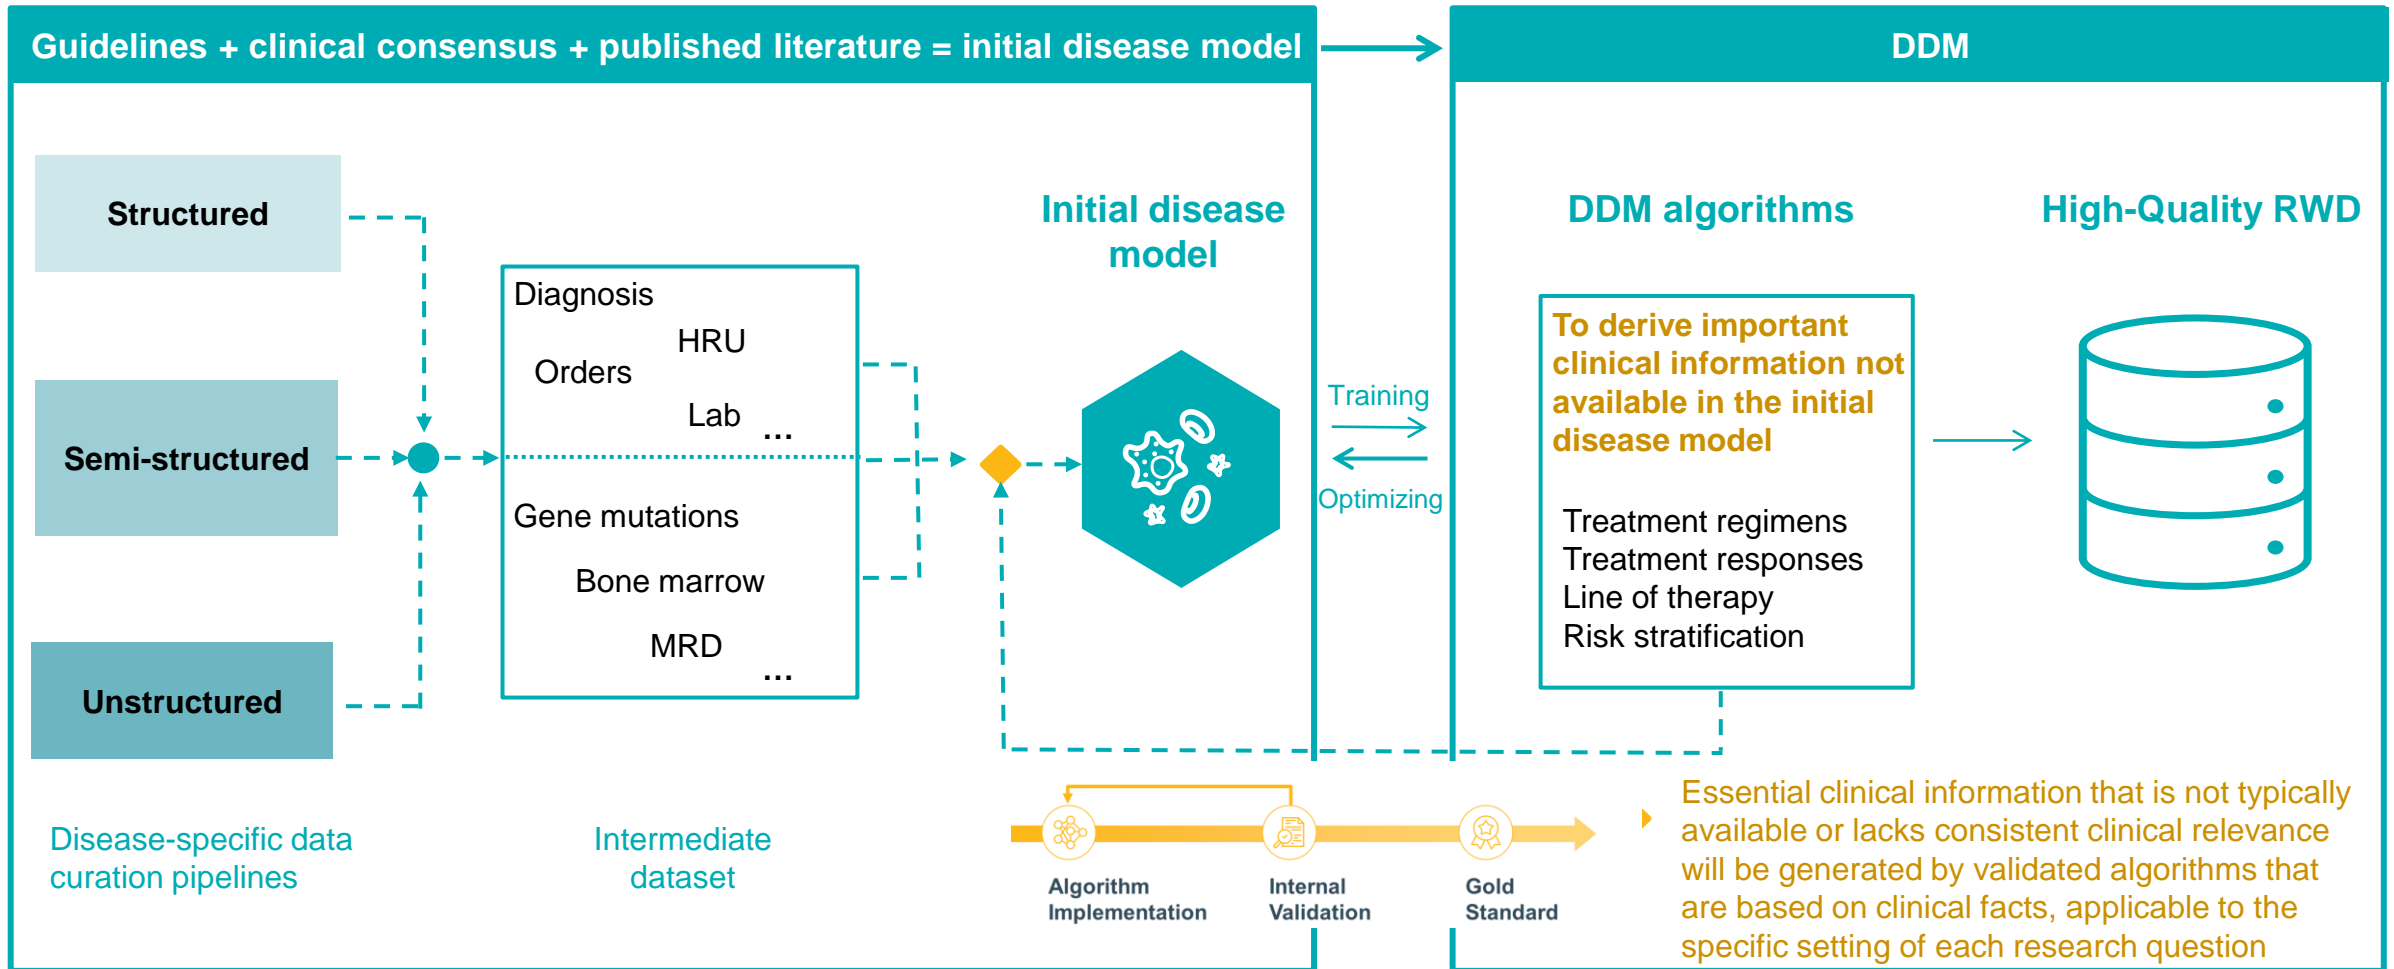 Guidelines + clinical consensus + published literature = initial disease model
DDM
Structured
Semi-structured
Unstructured
Disease-specific data
curation pipelines
Diagnosis
HRU
Orders
Lab
...
Gene mutations
Bone marrow
MRD
...
Intermediate
dataset
Initial disease
model
Training
Optimizing
DDM algorithms
To derive important
clinical information not
available in the initial
disease model
Treatment regimens
Treatment responses
Line of therapy
Risk stratification
High-Quality RWD
Algorithm
Implementation
Internal
Validation
Gold
Standard
Essential clinical information that is not typically
available or lacks consistent clinical relevance
will be generated by validated algorithms that
are based on clinical facts, applicable to the
specific setting of each research question